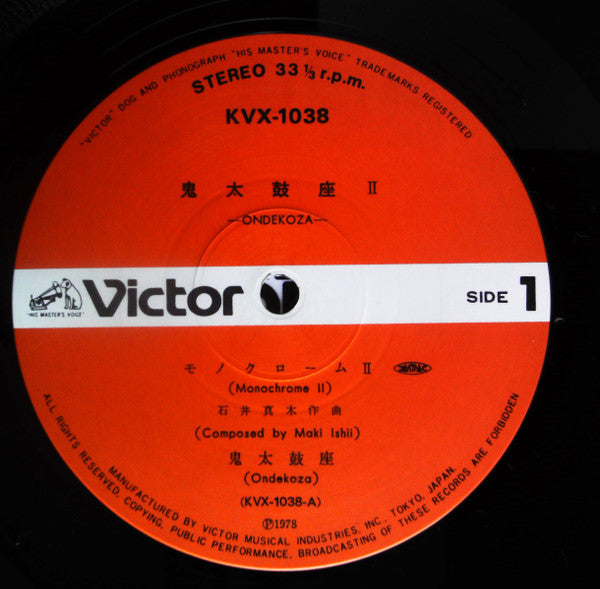 "VICTOR" DOG AND PHONOGRAPH "HIS MASTER'S VOICE" TRADEMARKS REGISTERED
STEREO 33 ⅓ r.p.m.
KVX-1038
鬼太鼓座 II
—ONDEKOZA—
"HIS MASTER'S VOICE"
Victor
SIDE 1
モノクローム II JASRAC
(Monochrome II)
石井真木作曲
(Composed by Maki Ishii)
鬼太鼓座
(Ondekoza)
(KVX-1038-A)
℗1978
MANUFACTURED BY VICTOR MUSICAL INDUSTRIES, INC., TOKYO, JAPAN.
ALL RIGHTS RESERVED, COPYING, PUBLIC PERFORMANCE, BROADCASTING OF THESE RECORDS ARE FORBIDDEN